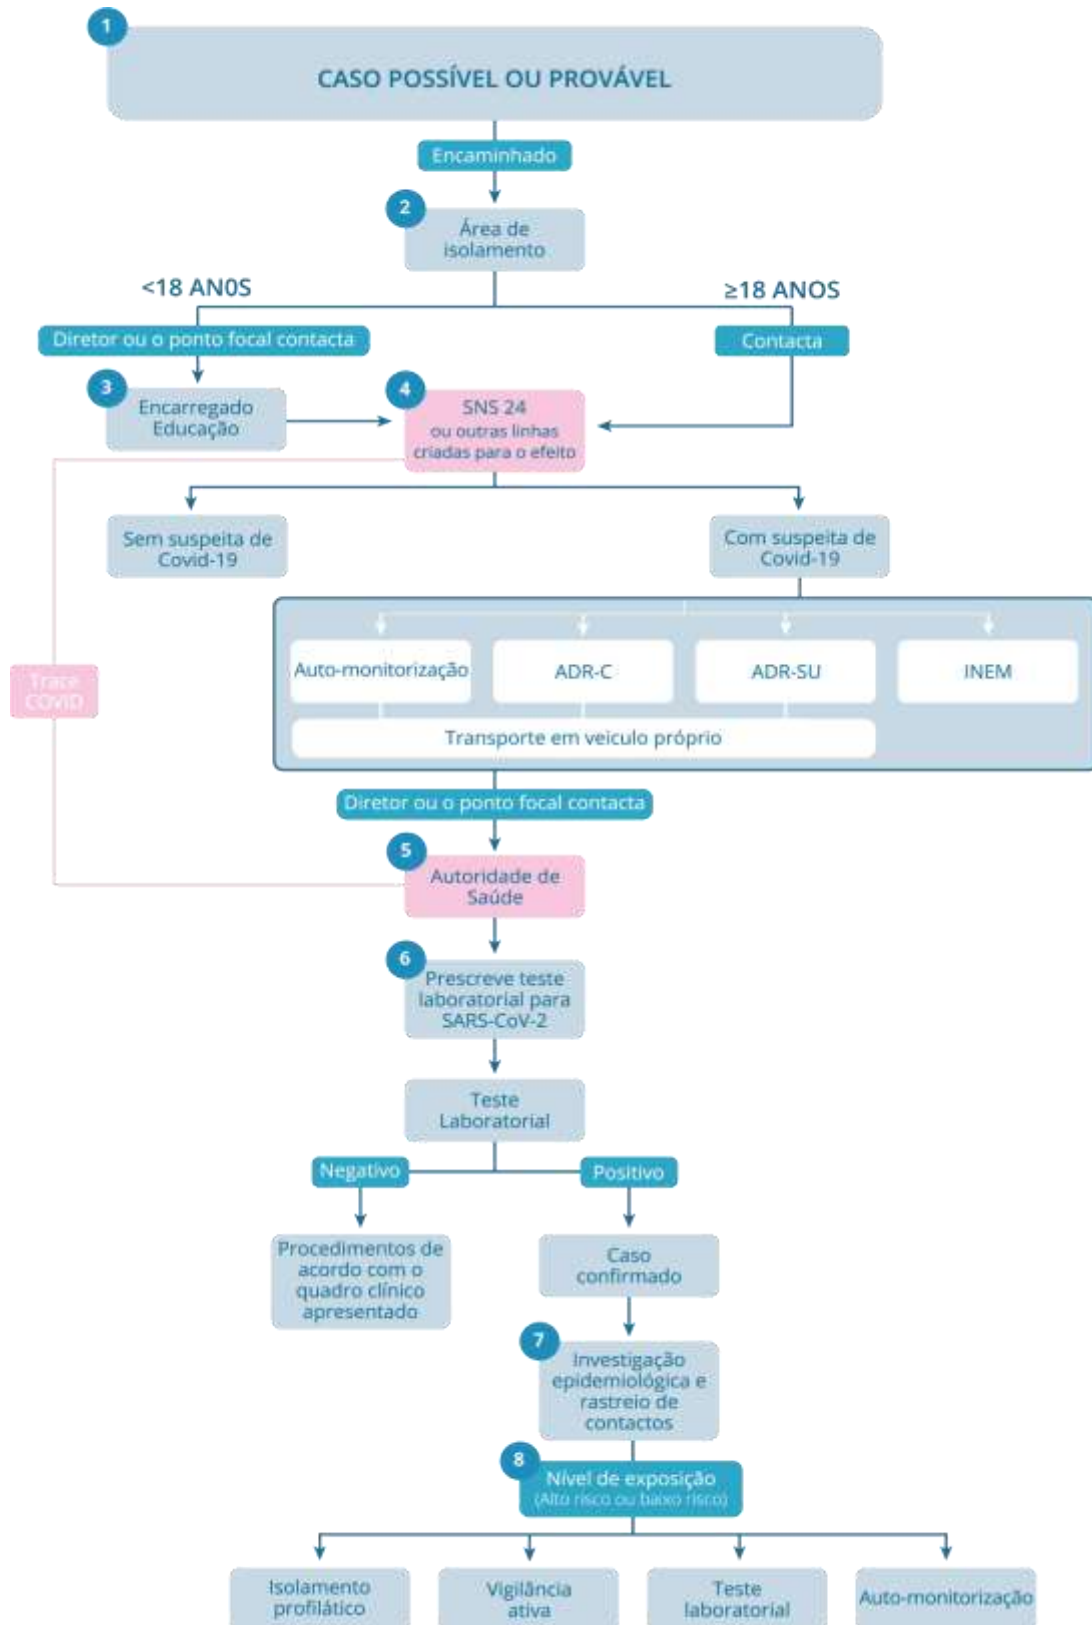 1
CASO POSSÍVEL OU PROVÁVEL
Encaminhado
2
Área de
isolamento
<18 AN0S
≥18 ANOS
Diretor ou o ponto focal contacta
Contacta
3
Encarregado
Educação
4
SNS 24
ou outras linhas
criadas para o efeito
Sem suspeita de
Covid-19
Com suspeita de
Covid-19
Auto-monitorização
ADR-C
ADR-SU
INEM
Trace
COVID
Transporte em veiculo próprio
Diretor ou o ponto focal contacta
5
Autoridade de
Saúde
6
Prescreve teste
laboratorial para
SARS-CoV-2
Teste
Laboratorial
Negativo
Positivo
Procedimentos de
acordo com o
quadro clínico
apresentado
Caso
confirmado
7
Investigação
epidemiológica e
rastreio de
contactos
8
Nível de exposição
(Alto risco ou baixo risco)
Isolamento
profilático
Vigilância
ativa
Teste
laboratorial
Auto-monitorização